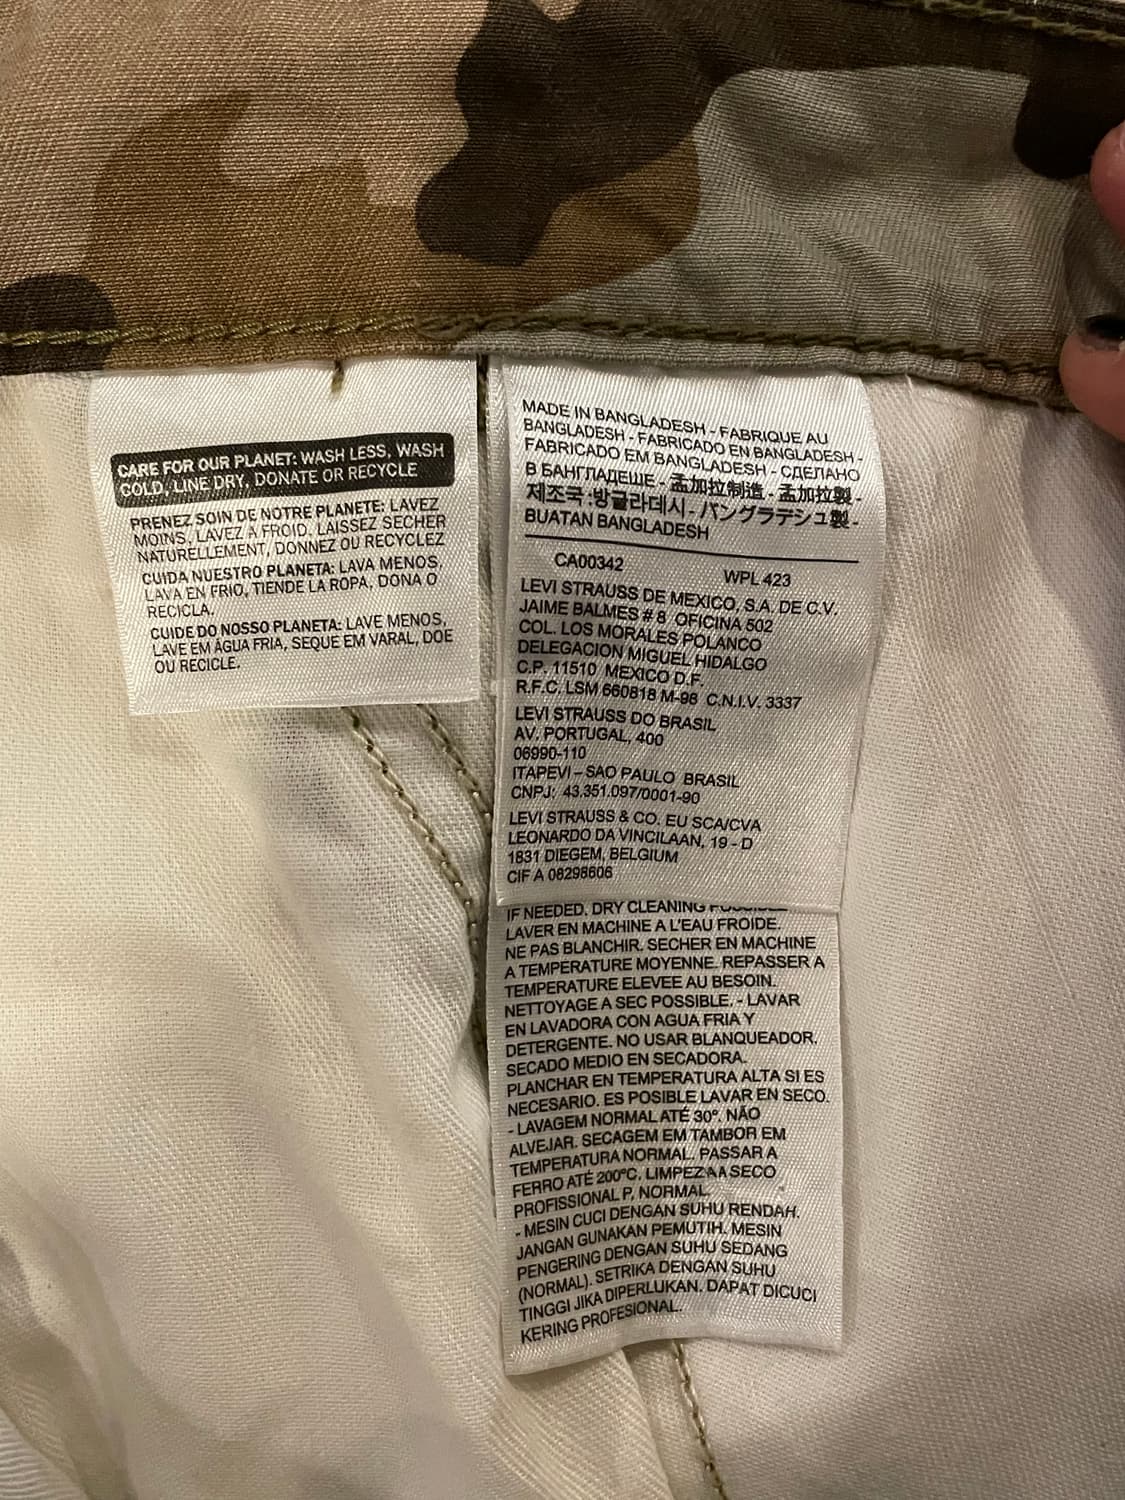 CARE FOR OUR PLANET: WASH LESS, WASH
COLD, LINE DRY, DONATE OR RECYCLE
PRENEZ SOIN DE NOTRE PLANETE: LAVEZ
MOINS, LAVEZ A FROID, LAISSEZ SECHER
NATURELLEMENT, DONNEZ OU RECYCLEZ
CUIDA NUESTRO PLANETA: LAVA MENOS,
LAVA EN FRIO, TIENDE LA ROPA, DONA O
RECICLA.
CUIDE DO NOSSO PLANETA: LAVE MENOS,
LAVE EM ÁGUA FRIA, SEQUE EM VARAL, DOE
OU RECICLE.
MADE IN BANGLADESH - FABRIQUE AU
BANGLADESH - FABRICADO EN BANGLADESH -
FABRICADO EM BANGLADESH - СДЕЛАНО
В БАНГЛАДЕШЕ - 孟加拉制造 - 孟加拉製 -
제조국 :방글라데시 - バングラデシュ製 -
BUATAN BANGLADESH
CA00342 WPL 423
LEVI STRAUSS DE MEXICO, S.A. DE C.V.
JAIME BALMES # 8 OFICINA 502
COL. LOS MORALES POLANCO
DELEGACION MIGUEL HIDALGO
C.P. 11510 MEXICO D.F.
R.F.C. LSM 660818 M-98 C.N.I.V. 3337
LEVI STRAUSS DO BRASIL
AV. PORTUGAL, 400
06990-110
ITAPEVI – SAO PAULO BRASIL
CNPJ: 43.351.097/0001-90
LEVI STRAUSS & CO. EU SCA/CVA
LEONARDO DA VINCILAAN, 19 - D
1831 DIEGEM, BELGIUM
CIF A 08298606
IF NEEDED. DRY CLEANING
LAVER EN MACHINE A L'EAU FROIDE.
NE PAS BLANCHIR. SECHER EN MACHINE
A TEMPERATURE MOYENNE. REPASSER A
TEMPERATURE ELEVEE AU BESOIN.
NETTOYAGE A SEC POSSIBLE. - LAVAR
EN LAVADORA CON AGUA FRIA Y
DETERGENTE. NO USAR BLANQUEADOR.
SECADO MEDIO EN SECADORA.
PLANCHAR EN TEMPERATURA ALTA SI ES
NECESARIO. ES POSIBLE LAVAR EN SECO.
- LAVAGEM NORMAL ATÉ 30°. NÃO
ALVEJAR. SECAGEM EM TAMBOR EM
TEMPERATURA NORMAL. PASSAR A
FERRO ATÉ 200°C. LIMPEZA A SECO
PROFISSIONAL P, NORMAL.
- MESIN CUCI DENGAN SUHU RENDAH.
JANGAN GUNAKAN PEMUTIH. MESIN
PENGERING DENGAN SUHU SEDANG
(NORMAL). SETRIKA DENGAN SUHU
TINGGI JIKA DIPERLUKAN. DAPAT DICUCI
KERING PROFESIONAL.